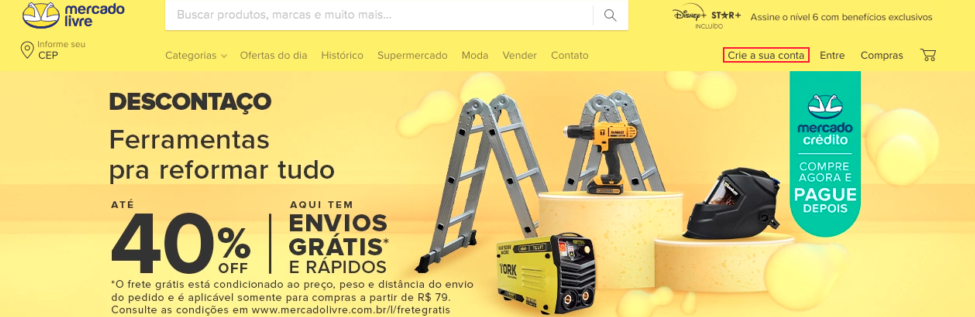 mercado
livre
Buscar produtos, marcas e muito mais...
Disney+ STAR+
INCLUÍDO
Assine o nível 6 com benefícios exclusivos
Informe seu
CEP
Categorias Ofertas do dia Histórico Supermercado Moda Vender Contato
Crie a sua conta Entre Compras
DESCONTAÇO
Ferramentas
pra reformar tudo
ATÉ
40%
OFF
AQUI TEM
ENVIOS
GRÁTIS*
E RÁPIDOS
*O frete grátis está condicionado ao preço, peso e distância do envio
do pedido e é aplicável somente para compras a partir de R$ 79.
Consulte as condições em www.mercadolivre.com.br/l/fretegratis
YORK
mercado
crédito
COMPRE
AGORA E
PAGUE
DEPOIS